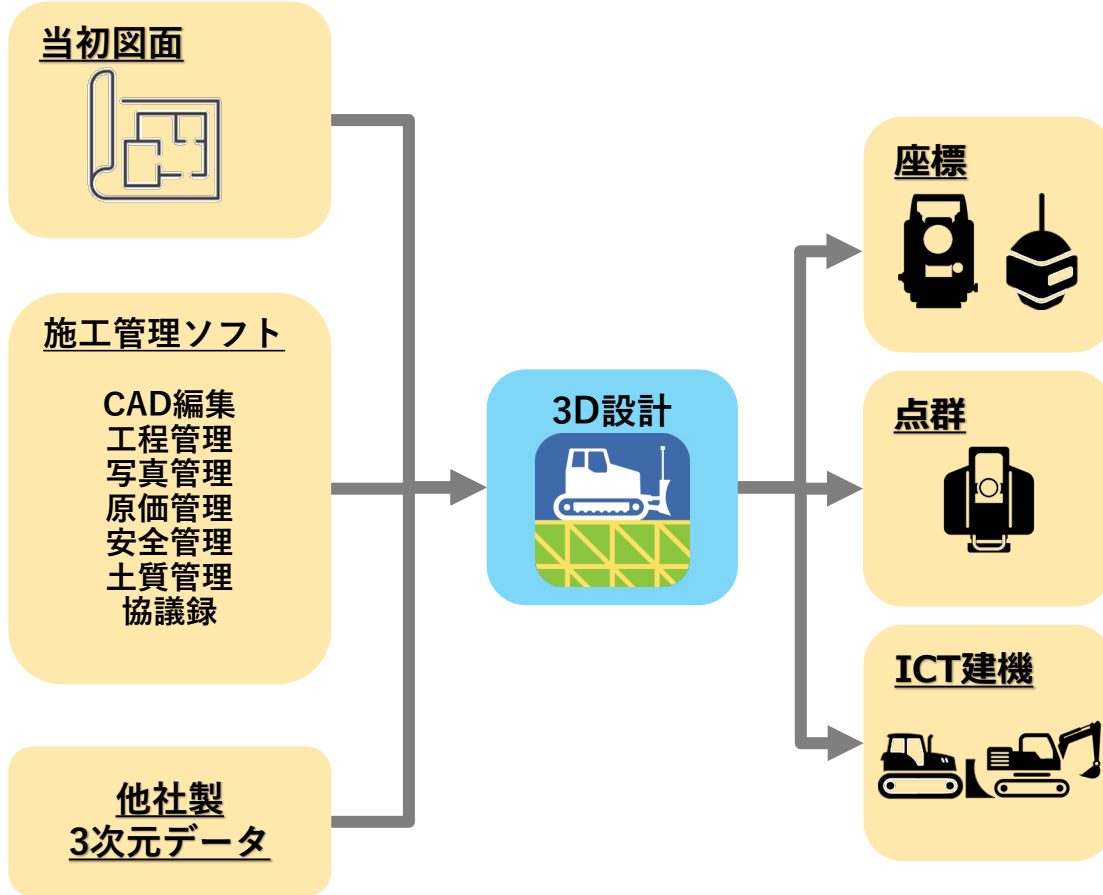 当初図面
施工管理ソフト
CAD編集
工程管理
写真管理
原価管理
安全管理
土質管理
協議録
他社製
3次元データ
3D設計
座標
点群
ICT建機